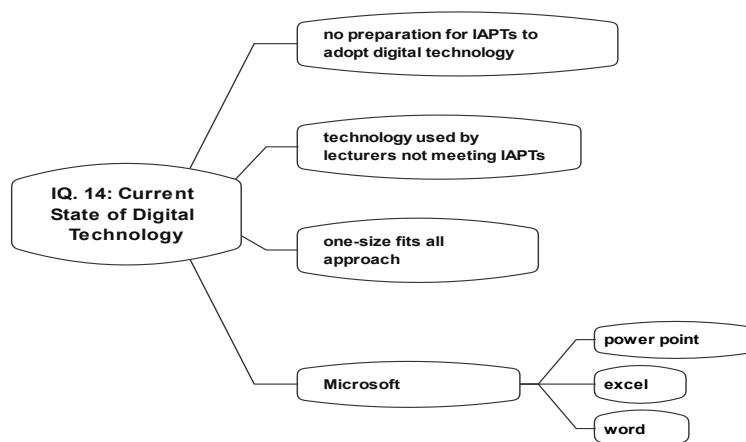 no preparation for IAPTs to
adopt digital technology
technology used by
lecturers not meeting IAPTs
IQ. 14: Current
State of Digital
Technology
one-size fits all
approach
Microsoft
power point
excel
word